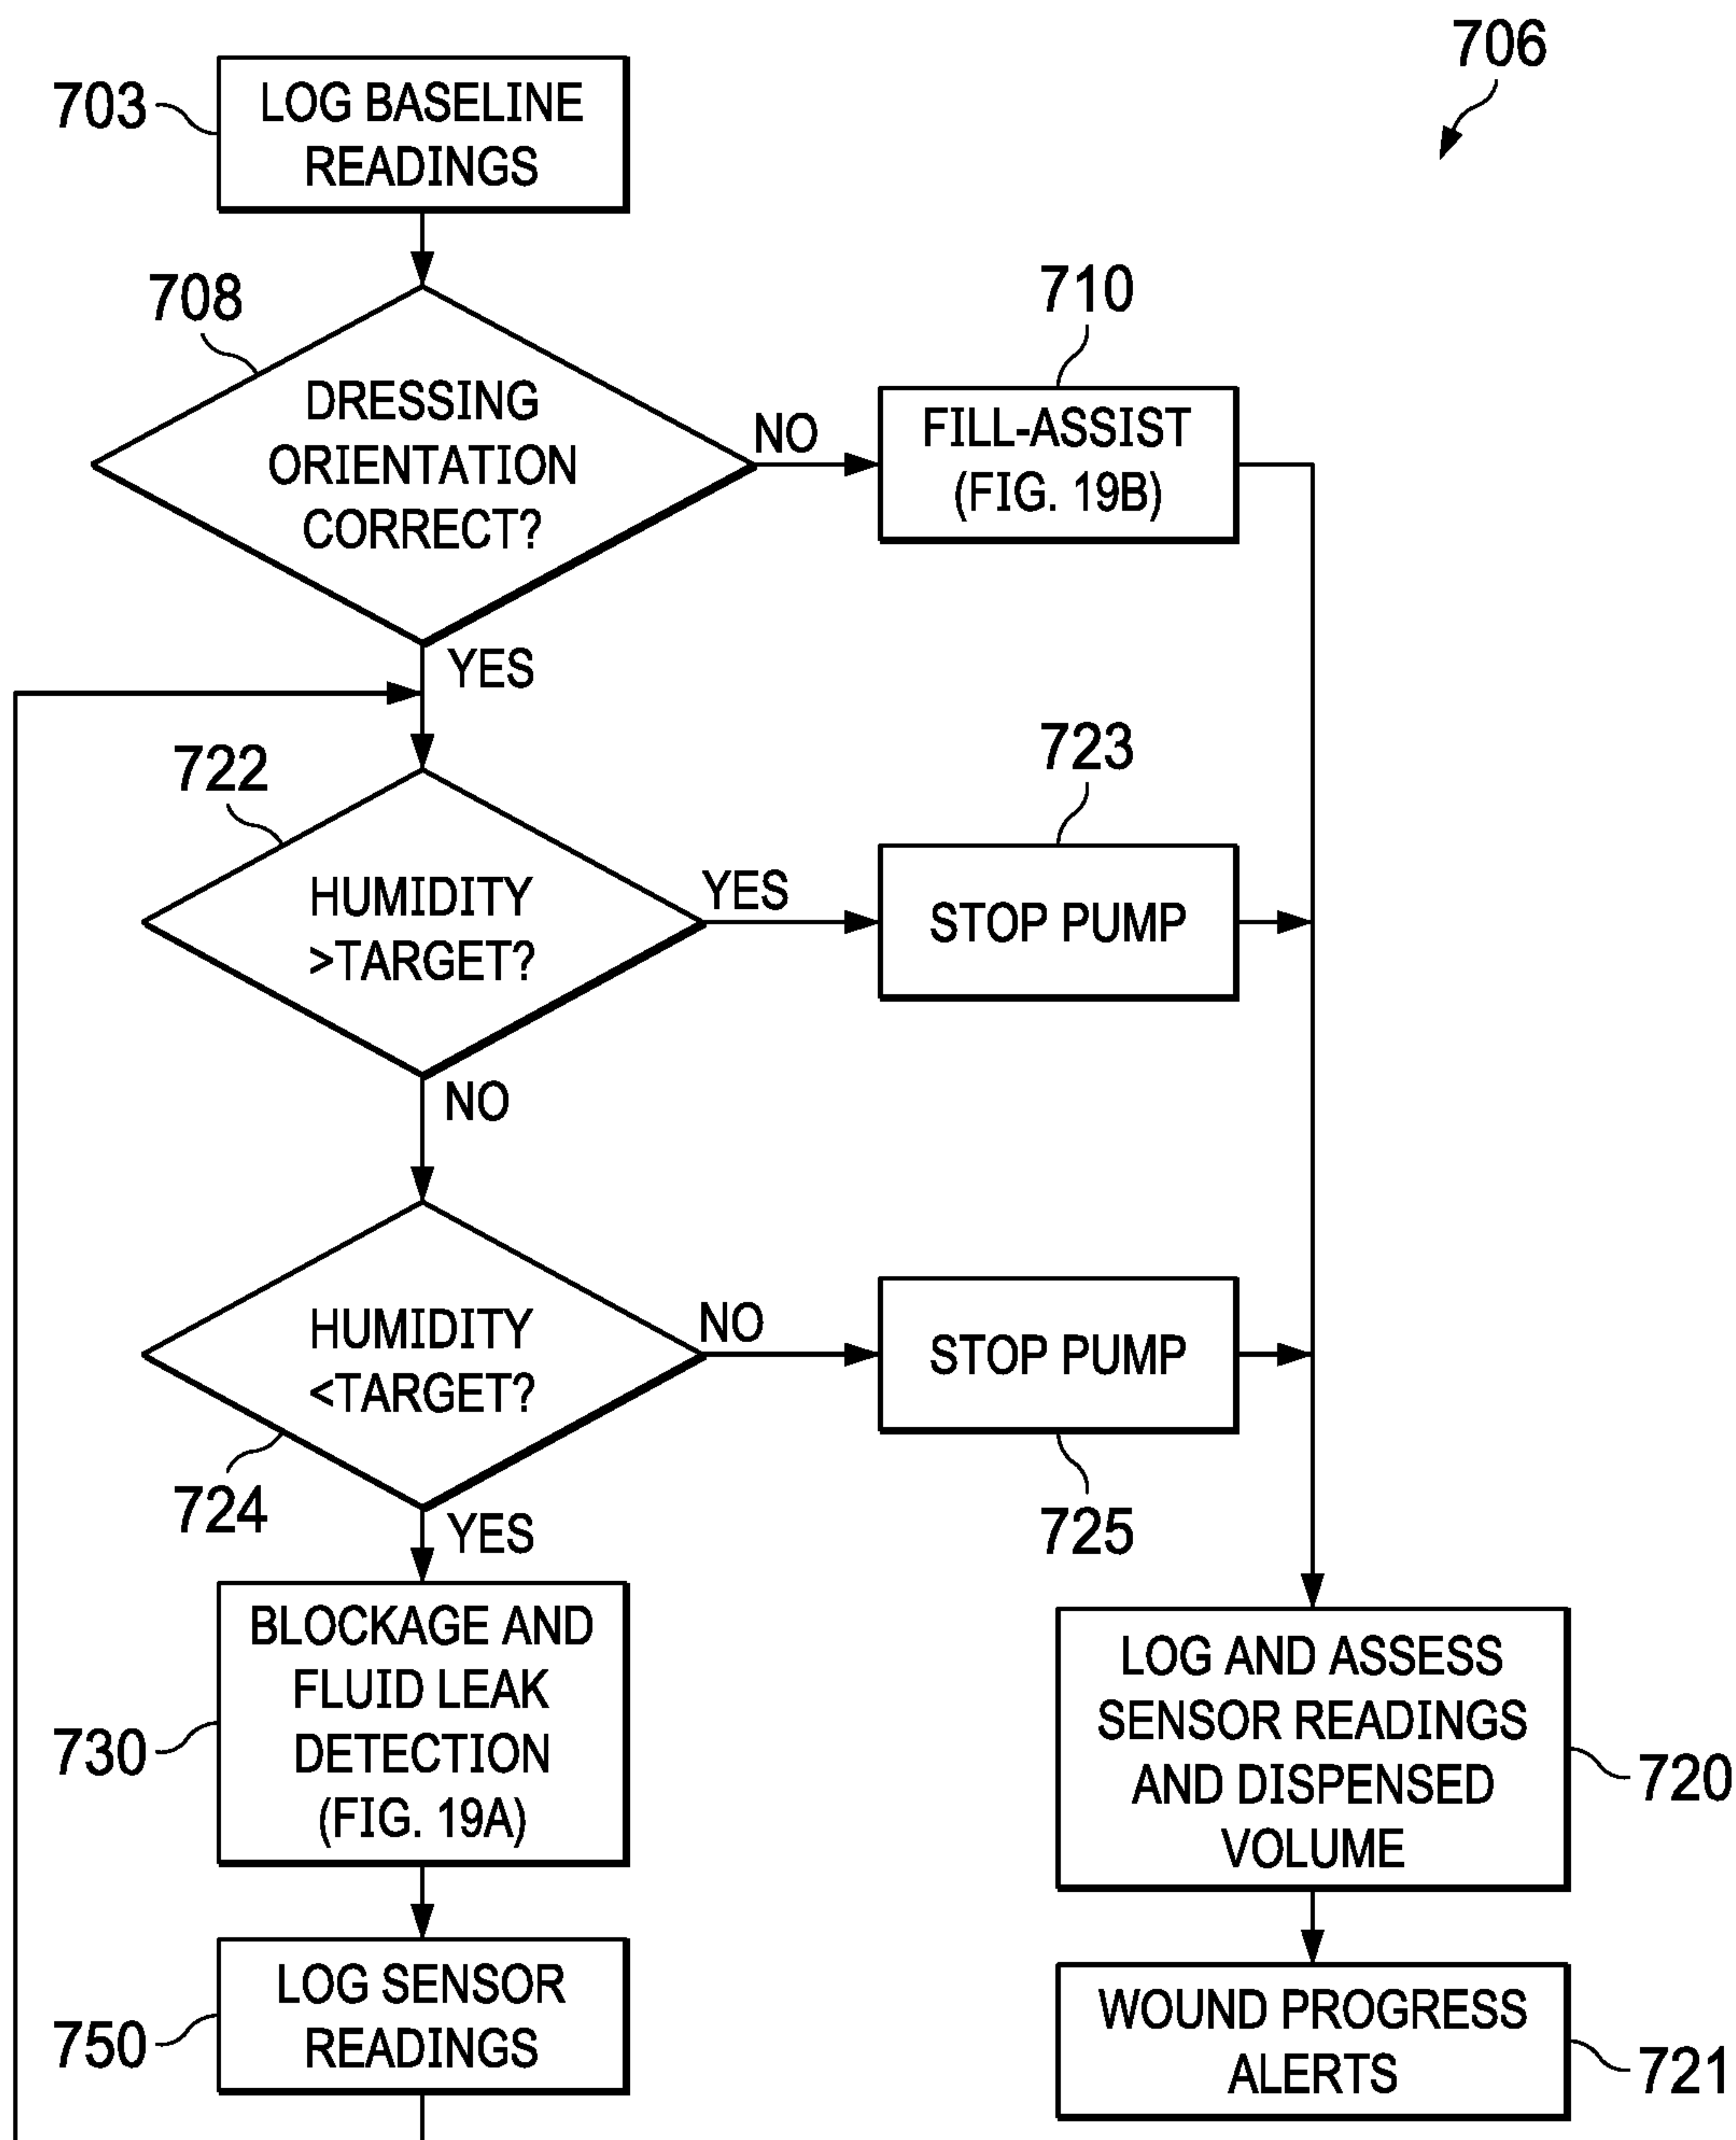 706
703
LOG BASELINE
READINGS
708
DRESSING
ORIENTATION
CORRECT?
NO
710
FILL-ASSIST
(FIG. 19B)
YES
722
HUMIDITY
>TARGET?
YES
723
STOP PUMP
NO
HUMIDITY
<TARGET?
724
NO
STOP PUMP
725
YES
BLOCKAGE AND
FLUID LEAK
DETECTION
(FIG. 19A)
730
LOG AND ASSESS
SENSOR READINGS
AND DISPENSED
VOLUME
720
LOG SENSOR
READINGS
750
WOUND PROGRESS
ALERTS
721